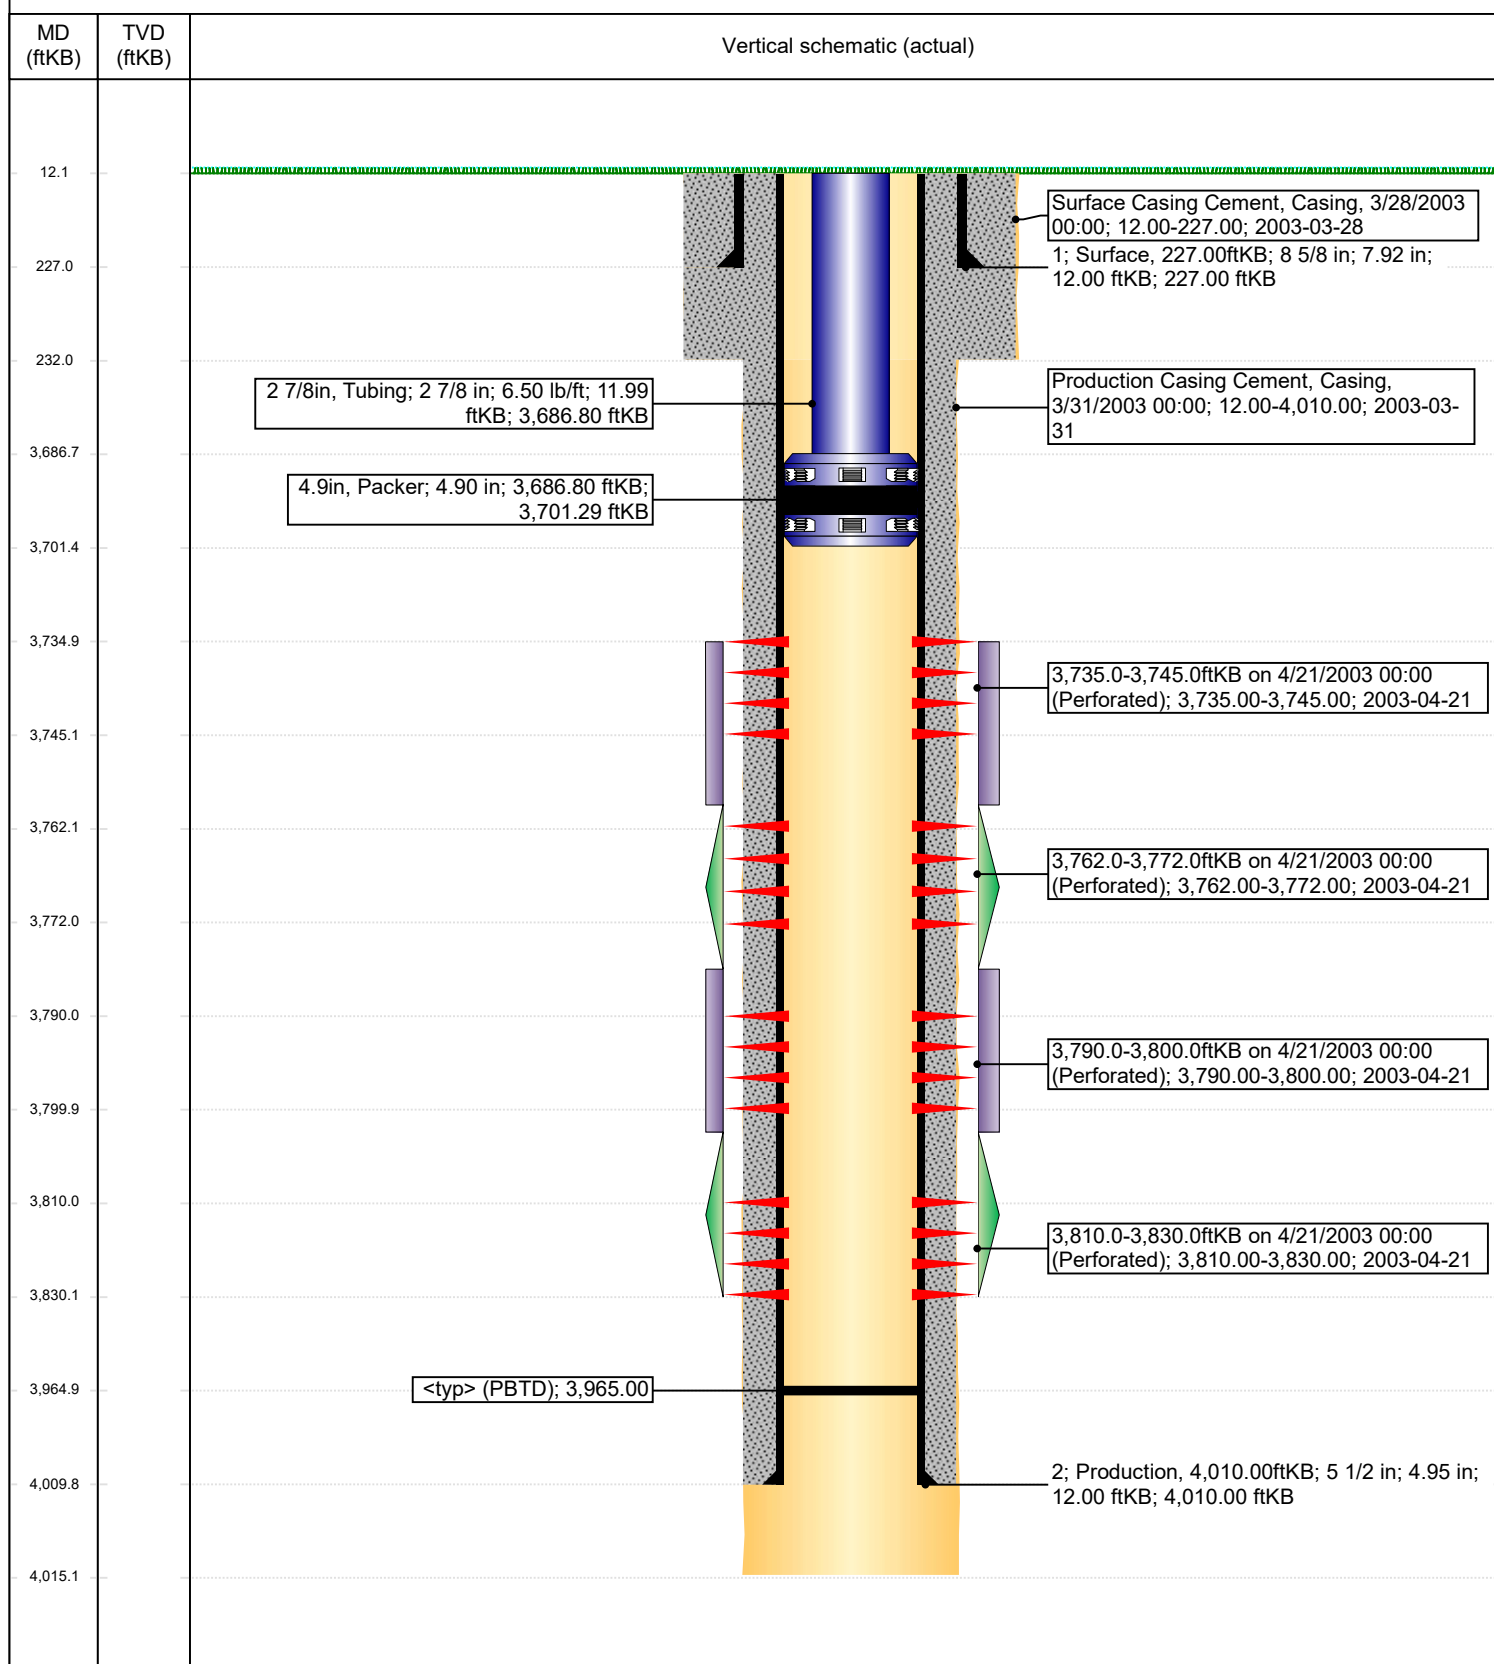 MD
(ftKB)
TVD
(ftKB)
Vertical schematic (actual)
12.1
Surface Casing Cement, Casing, 3/28/2003
00:00; 12.00-227.00; 2003-03-28
227.0
1; Surface, 227.00ftKB; 8 5/8 in; 7.92 in;
12.00 ftKB; 227.00 ftKB
232.0
2 7/8in, Tubing; 2 7/8 in; 6.50 lb/ft; 11.99
ftKB; 3,686.80 ftKB
Production Casing Cement, Casing,
3/31/2003 00:00; 12.00-4,010.00; 2003-03-
31
3,686.7
4.9in, Packer; 4.90 in; 3,686.80 ftKB;
3,701.29 ftKB
3,701.4
3,734.9
3,735.0-3,745.0ftKB on 4/21/2003 00:00
(Perforated); 3,735.00-3,745.00; 2003-04-21
3,745.1
3,762.1
3,762.0-3,772.0ftKB on 4/21/2003 00:00
(Perforated); 3,762.00-3,772.00; 2003-04-21
3,772.0
3,790.0
3,790.0-3,800.0ftKB on 4/21/2003 00:00
(Perforated); 3,790.00-3,800.00; 2003-04-21
3,799.9
3,810.0
3,810.0-3,830.0ftKB on 4/21/2003 00:00
(Perforated); 3,810.00-3,830.00; 2003-04-21
3,830.1
3,964.9
<typ> (PBTD); 3,965.00
4,009.8
2; Production, 4,010.00ftKB; 5 1/2 in; 4.95 in;
12.00 ftKB; 4,010.00 ftKB
4,015.1